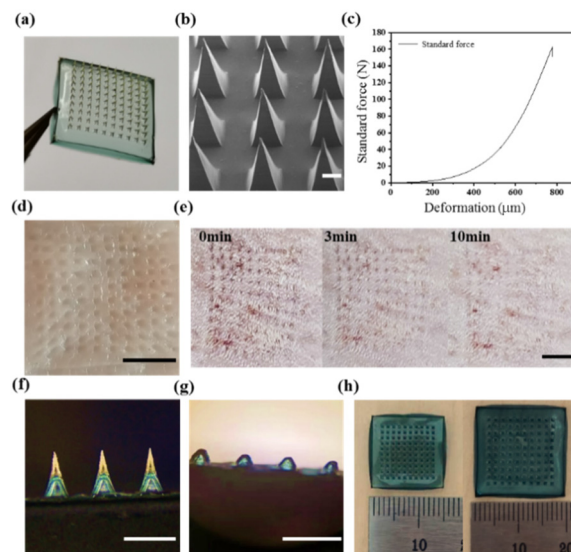 (a)
(b)
(c)
180
160
140
120
100
80
60
40
20
0
Standard force
Standard force (N)
0 200 400 600 800
Deformation (μm)
(d)
(e)
0min
3min
10min
(f)
(g)
(h)
10
10
20